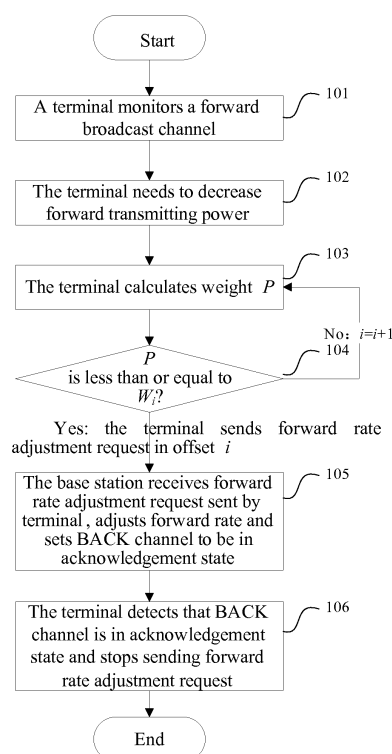 Start
101
A terminal monitors a forward
broadcast channel
102
The terminal needs to decrease
forward transmitting power
103
The terminal calculates weight P
No: i=i+1
104
P
is less than or equal to
Wi?
Yes: the terminal sends forward rate
adjustment request in offset i
105
The base station receives forward
rate adjustment request sent by
terminal, adjusts forward rate and
sets BACK channel to be in
acknowledgement state
106
The terminal detects that BACK
channel is in acknowledgement
state and stops sending forward
rate adjustment request
End